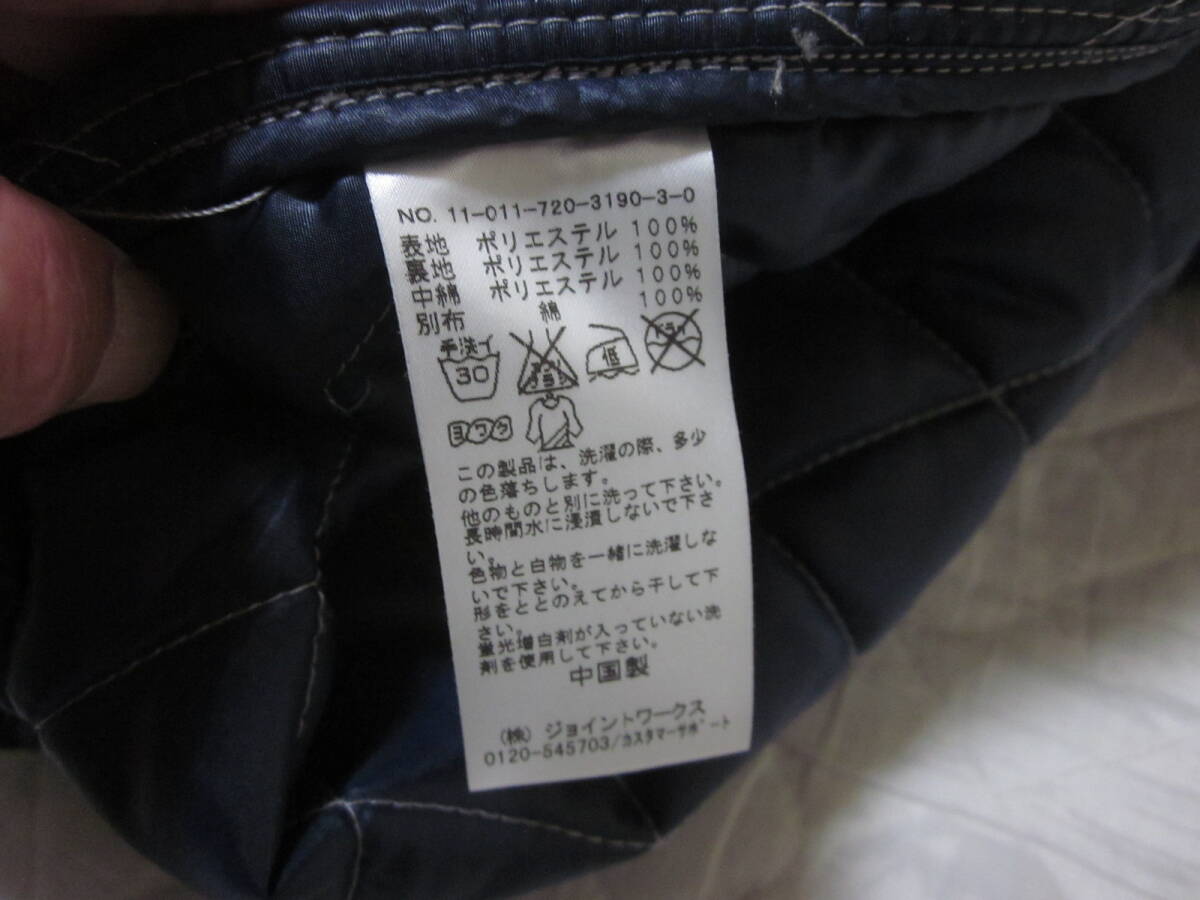 NO. 11-011-720-3190-3-0
表地 ポリエステル 100%
裏地 ポリエステル 100%
中綿 ポリエステル 100%
別布 綿 100%
手洗イ
30
低
ドライ
ヨワク
この製品は、洗濯の際、多少
の色落ちします。
他のものと別に洗って下さい。
長時間水に浸漬しないで下さ
い。
色物と白物を一緒に洗濯しな
いで下さい。
形をととのえてから干して下
さい。
蛍光増白剤が入っていない洗
剤を使用して下さい。
中国製
(株) ジョイントワークス
0120-545703/カスタマーサポート